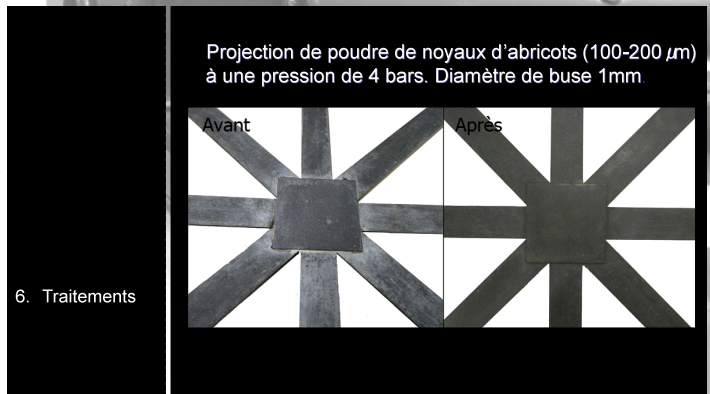 Projection de poudre de noyaux d'abricots (100-200 µm)
à une pression de 4 bars. Diamètre de buse 1mm.
Avant
Après
6. Traitements